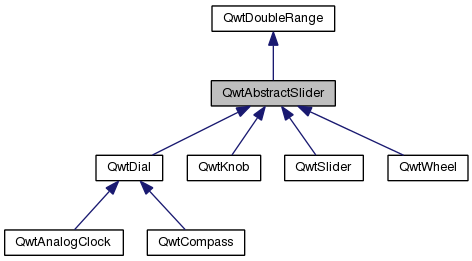 QwtDoubleRange
QwtAbstractSlider
QwtDial
QwtKnob
QwtSlider
QwtWheel
QwtAnalogClock
QwtCompass